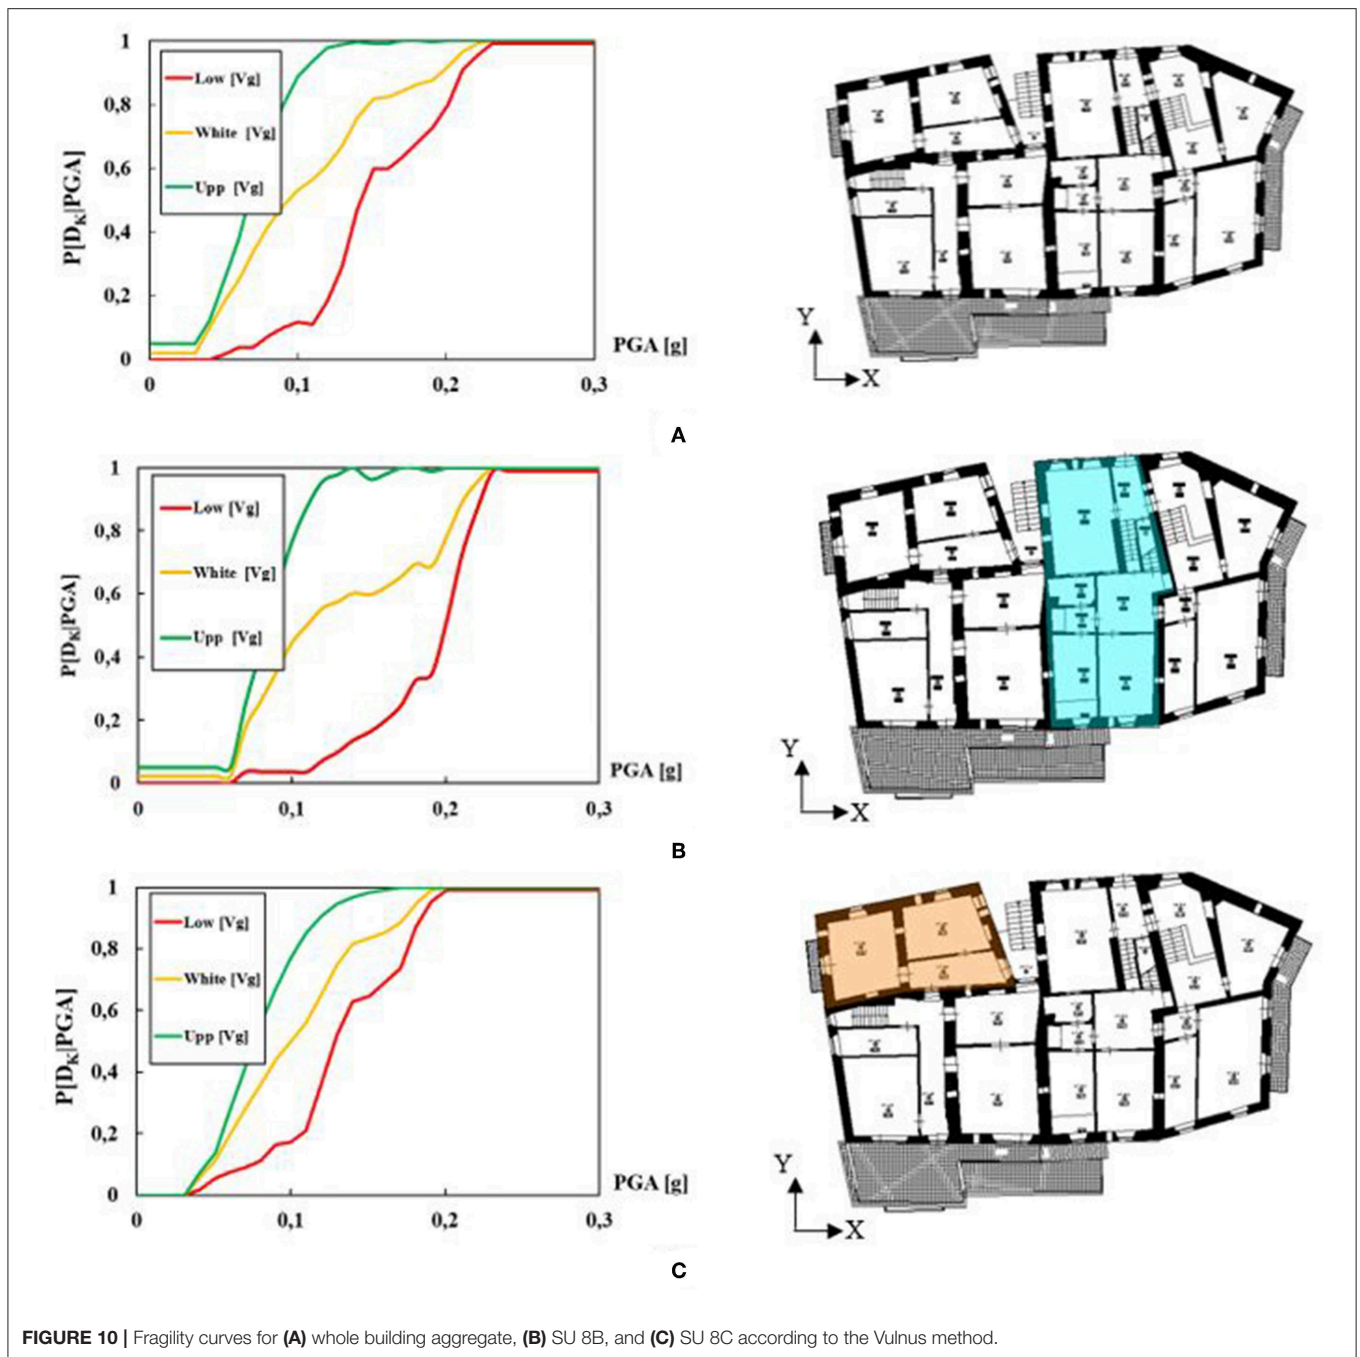 1
0,8
0,6
0,4
0,2
0
P[D_K|PGA]
Low [Vg]
White [Vg]
Upp [Vg]
0
0,1
0,2
0,3
PGA [g]
Y
X
A
1
0,8
0,6
0,4
0,2
0
P[D_K|PGA]
Low [Vg]
White [Vg]
Upp [Vg]
0
0,1
0,2
0,3
PGA [g]
Y
X
B
1
0,8
0,6
0,4
0,2
0
P[D_K|PGA]
Low [Vg]
White [Vg]
Upp [Vg]
0
0,1
0,2
0,3
PGA [g]
Y
X
C
FIGURE 10 | Fragility curves for (A) whole building aggregate, (B) SU 8B, and (C) SU 8C according to the Vulnus method.